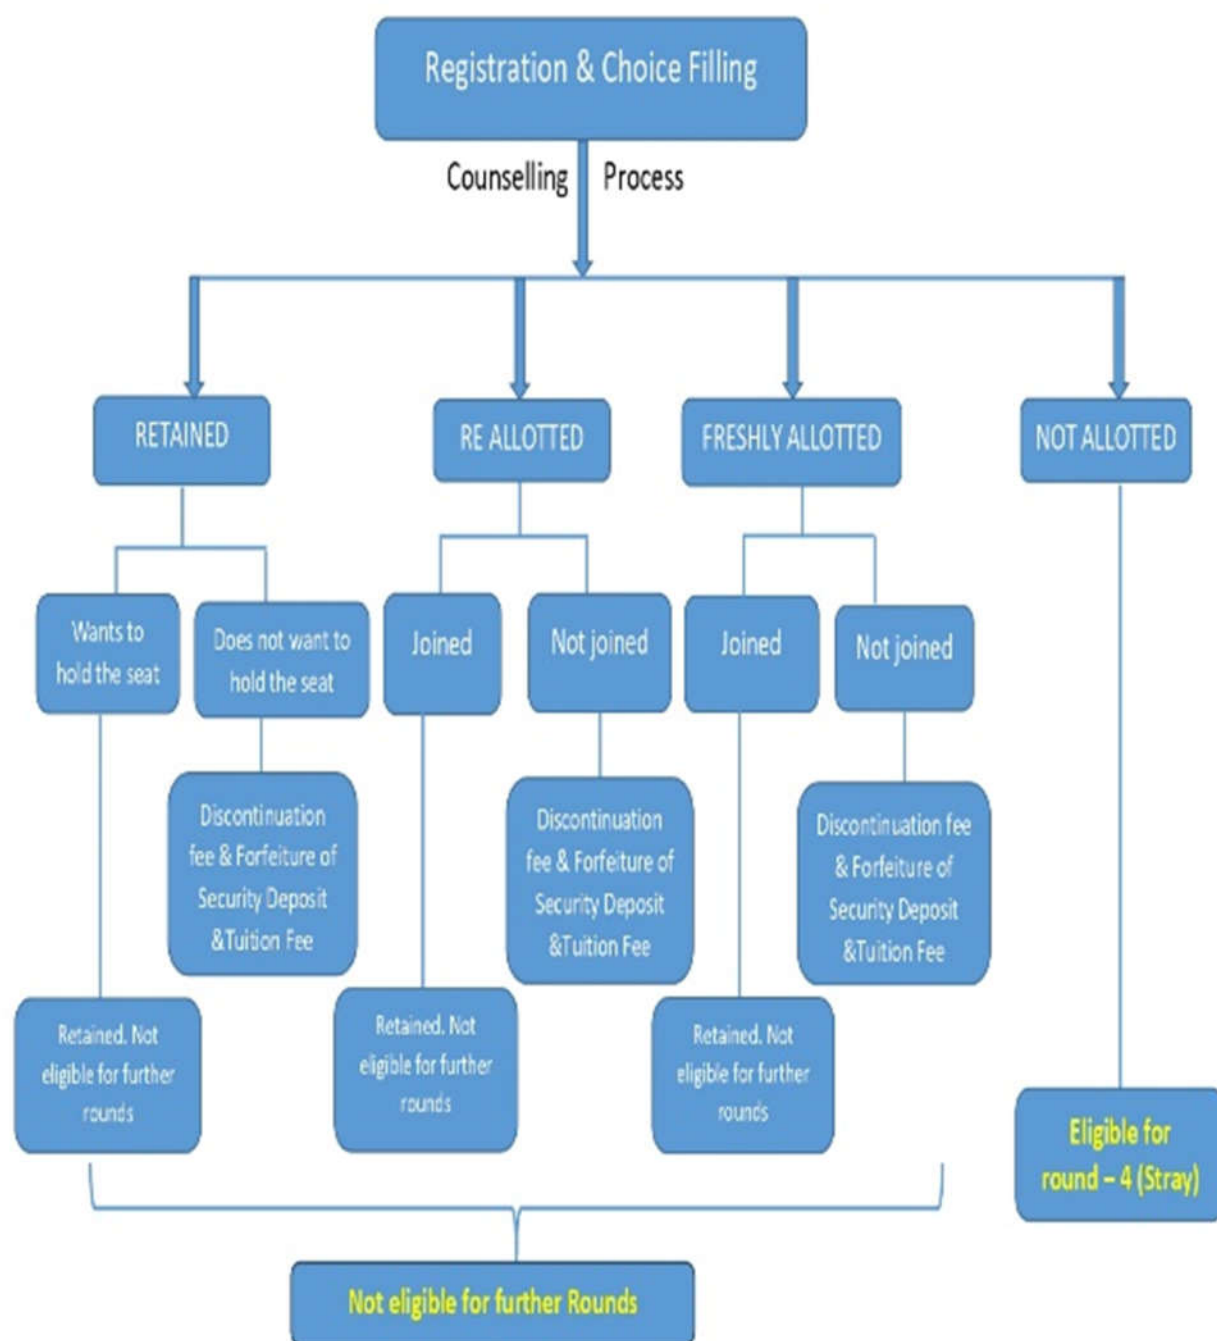 Registration & Choice Filling
Counselling Process
RETAINED
RE ALLOTTED
FRESHLY ALLOTTED
NOT ALLOTTED
Wants to
hold the seat
Does not want to
hold the seat
Joined
Not joined
Joined
Not joined
Discontinuation
fee & Forfeiture of
Security Deposit
&Tuition Fee
Discontinuation
fee & Forfeiture of
Security Deposit
&Tuition Fee
Discontinuation fee
& Forfeiture of
Security Deposit
&Tuition Fee
Retained. Not
eligible for further
rounds
Retained. Not
eligible for further
rounds
Retained. Not
eligible for further
rounds
Eligible for
round – 4 (Stray)
Not eligible for further Rounds